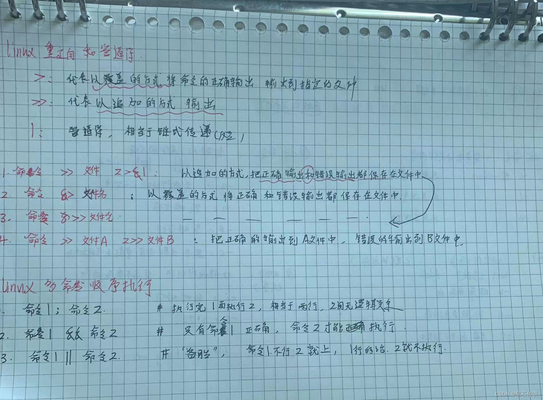 linux 重定向和管道符
>: 代表以覆盖的方式将命令的正确输出 输出到指定的文件
>>: 代表以追加的方式 输出
|: 管道符, 相当于链式传递
1. 命令 >> 文件 2>&1: 以追加的方式,把正确输出和错误输出都保存在文件中
2 命令 &> 文件名: 以覆盖的方式将正确和错误输出都保存在文件中.
3. 命令 &>> 文件名 — — — — — —
4. 命令 >> 文件A 2>> 文件B: 把正确的输出到A文件中, 错误的输出到B文件中
linux 多命令顺序执行
命令1; 命令2. # 执行完1再执行2, 相当于 2间无逻辑关系
2. 命令1 && 命令2 # 只有命令1正确, 命令2才能执行.
3. 命令1 || 命令2. # 命令1不行2就上, 1行的话. 2就不执行.